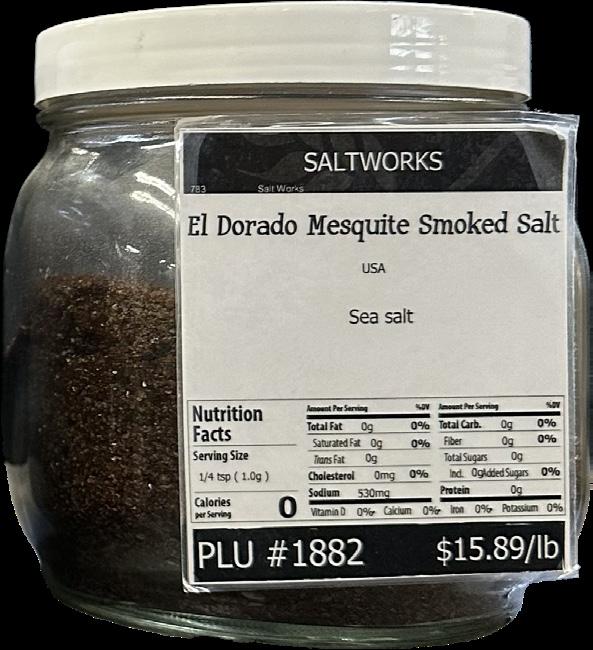 SALTWORKS
783 Salt Works
El Dorado Mesquite Smoked Salt
USA
Sea salt
Nutrition
Facts
Serving Size
1/4 tsp ( 1.0g )
Calories
per Serving
0
Amount Per Serving %DV
Total Fat 0g 0%
Saturated Fat 0g 0%
Trans Fat 0g
Cholesterol 0mg 0%
Sodium 530mg
Amount Per Serving %DV
Total Carb. 0g 0%
Fiber 0g 0%
Total Sugars 0g
Incl. 0gAdded Sugars 0%
Protein 0g
Vitamin D 0% Calcium 0% Iron 0% Potassium 0%
PLU #1882 $15.89/lb